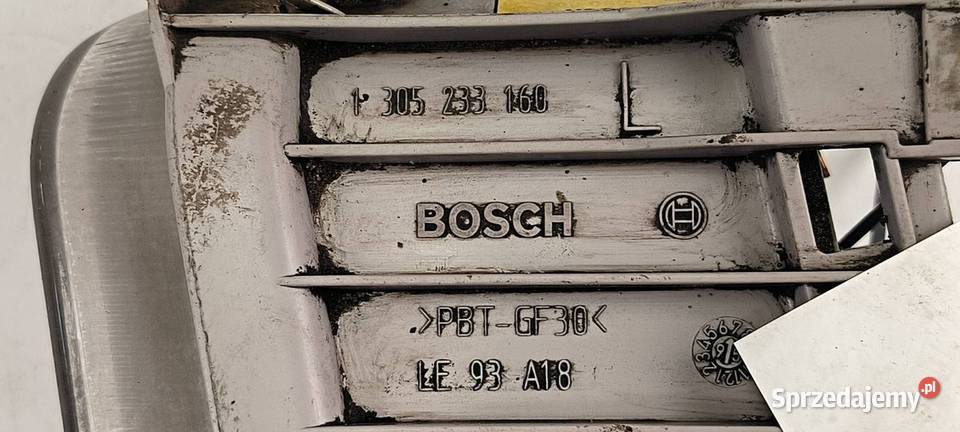 1 305 233 160 L
BOSCH
>PBT-GF30<
LE 93 A18
Sprzedajemy.pl